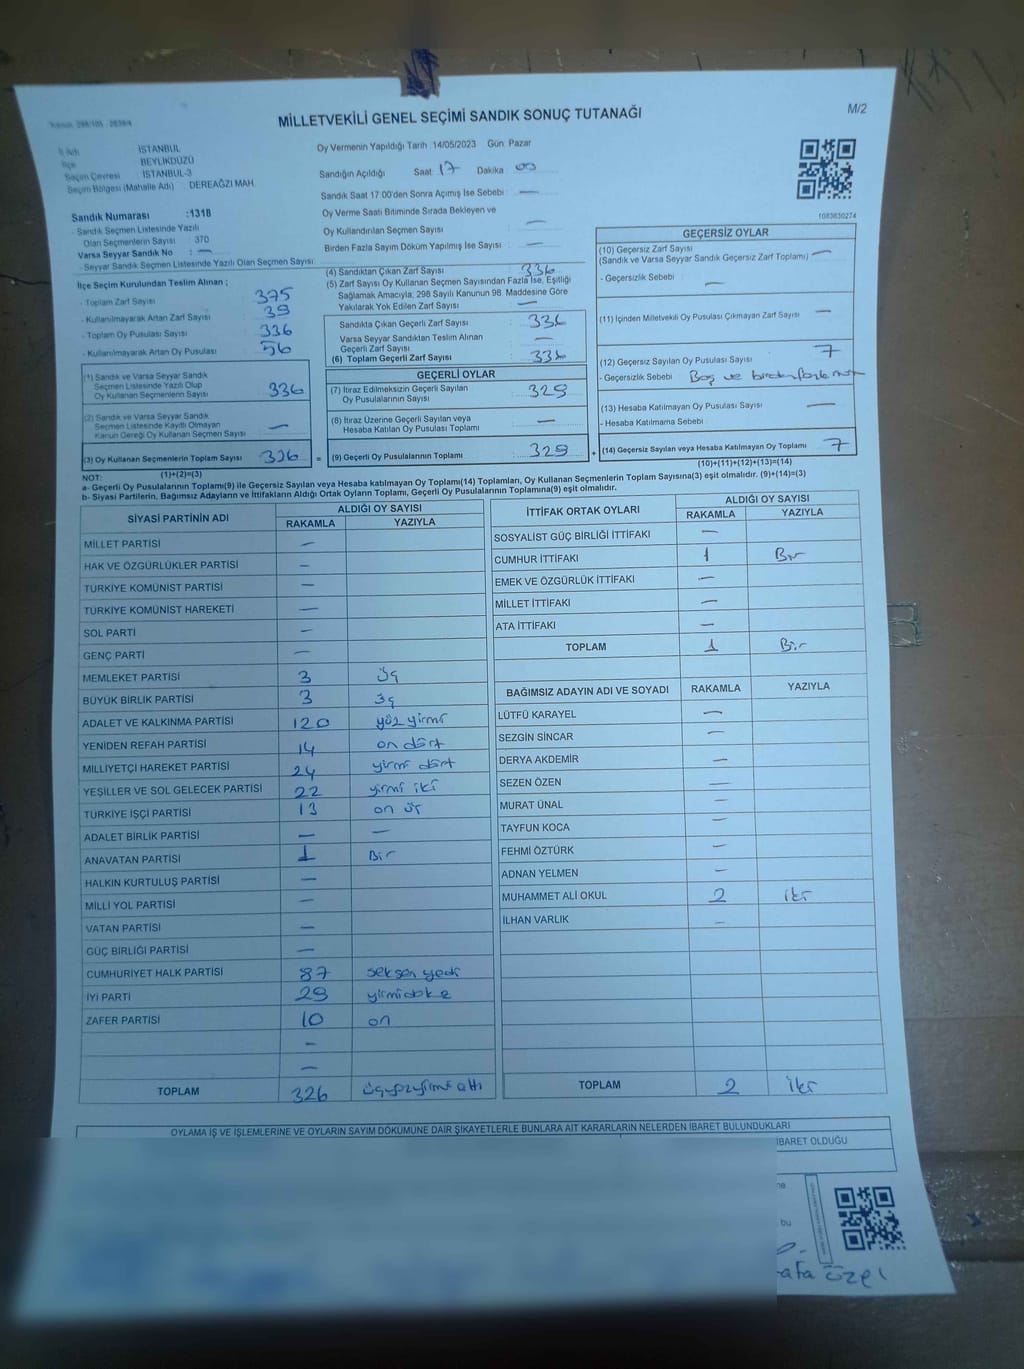 Kanun: 298/105 - 2839/4
MİLLETVEKİLİ GENEL SEÇİMİ SANDIK SONUÇ TUTANAĞI
M/2
İli Adı İSTANBUL
İlçe BEYLİKDÜZÜ
Seçim Çevresi İSTANBUL-3
Seçim Bölgesi (Mahalle Adı) : DEREAĞZI MAH.
Oy Vermenin Yapıldığı Tarih :14/05/2023 Gün: Pazar
Sandığın Açıldığı Saat 17 Dakika 00
Sandık Saat 17.00'den Sonra Açımış İse Sebebi : —
Oy Verme Saati Bitiminde Sırada Bekleyen ve
Oy Kullandırılan Seçmen Sayısı : —
Birden Fazla Sayım Döküm Yapılmış İse Sayısı : —
1083630274
Sandık Numarası :1318
- Sandık Seçmen Listesinde Yazılı
Olan Seçmenlerin Sayısı : 370
Varsa Seyyar Sandık No : —
- Seyyar Sandık Seçmen Listesinde Yazılı Olan Seçmen Sayısı:
İlçe Seçim Kurulundan Teslim Alınan ;
- Toplam Zarf Sayısı 375
- Kullanılmayarak Artan Zarf Sayısı : 39
- Toplam Oy Pusulası Sayısı : 336
- Kullanılmayarak Artan Oy Pusulası : 56
(1) Sandık ve Varsa Seyyar Sandık
Seçmen Listesinde Yazılı Olup
Oy Kullanan Seçmenlerin Sayısı : 336
(2) Sandık ve Varsa Seyyar Sandık
Seçmen Listesinde Kayıtlı Olmayan
Kanun Gereği Oy Kullanan Seçmen Sayısı : —
(3) Oy Kullanan Seçmenlerin Toplam Sayısı : 336
(1)+(2)=(3)
(4) Sandıktan Çıkan Zarf Sayısı : 336
(5) Zarf Sayısı Oy Kullanan Seçmen Sayısından Fazla İse, Eşitliği
Sağlamak Amacıyla; 298 Sayılı Kanunun 98. Maddesine Göre
Yakılarak Yok Edilen Zarf Sayısı : —
Sandıkta Çıkan Geçerli Zarf Sayısı : 336
Varsa Seyyar Sandıktan Teslim Alınan
Geçerli Zarf Sayısı : —
(6) Toplam Geçerli Zarf Sayısı : 336
GEÇERLİ OYLAR
(7) İtiraz Edilmeksizin Geçerli Sayılan
Oy Pusulalarının Sayısı : 329
(8) İtiraz Üzerine Geçerli Sayılan veya
Hesaba Katılan Oy Pusulası Toplamı : —
= (9) Geçerli Oy Pusulalarının Toplamı : 329 +
GEÇERSİZ OYLAR
(10) Geçersiz Zarf Sayısı
(Sandık ve Varsa Seyyar Sandık Geçersiz Zarf Toplamı) —
- Geçersizlik Sebebi : —
(11) İçinden Milletvekili Oy Pusulası Çıkmayan Zarf Sayısı : —
(12) Geçersiz Sayılan Oy Pusulası Sayısı : 7
- Geçersizlik Sebebi : Boş ve birden fazla
(13) Hesaba Katılmayan Oy Pusulası Sayısı : —
- Hesaba Katılmama Sebebi :
(14) Geçersiz Sayılan veya Hesaba Katılmayan Oy Toplamı : 7
(10)+(11)+(12)+(13)=(14)
NOT:
a- Geçerli Oy Pusulalarının Toplamı(9) ile Geçersiz Sayılan veya Hesaba katılmayan Oy Toplamı(14) Toplamları, Oy Kullanan Seçmenlerin Toplam Sayısına(3) eşit olmalıdır. (9)+(14)=(3)
b- Siyasi Partilerin, Bağımsız Adayların ve İttifakların Aldığı Ortak Oyların Toplamı, Geçerli Oy Pusulalarının Toplamına(9) eşit olmalıdır.
SİYASİ PARTİNİN ADI ALDIĞI OY SAYISI
RAKAMLA YAZIYLA
MİLLET PARTİSİ —
HAK VE ÖZGÜRLÜKLER PARTİSİ —
TÜRKİYE KOMÜNİST PARTİSİ —
TÜRKİYE KOMÜNİST HAREKETİ —
SOL PARTİ —
GENÇ PARTİ —
MEMLEKET PARTİSİ 3 üç
BÜYÜK BİRLİK PARTİSİ 3 üç
ADALET VE KALKINMA PARTİSİ 120 yüz yirmi
YENİDEN REFAH PARTİSİ 14 on dört
MİLLİYETÇİ HAREKET PARTİSİ 24 yirmi dört
YEŞİLLER VE SOL GELECEK PARTİSİ 22 yirmi iki
TÜRKİYE İŞÇİ PARTİSİ 13 on üç
ADALET BİRLİK PARTİSİ — —
ANAVATAN PARTİSİ 1 Bir
HALKIN KURTULUŞ PARTİSİ —
MİLLİ YOL PARTİSİ —
VATAN PARTİSİ —
GÜÇ BİRLİĞİ PARTİSİ —
CUMHURİYET HALK PARTİSİ 87 seksen yedi
İYİ PARTİ 29 yirmidokuz
ZAFER PARTİSİ 10 on
—
—
TOPLAM 326 üçyüzyirmi altı
İTTİFAK ORTAK OYLARI ALDIĞI OY SAYISI
RAKAMLA YAZIYLA
SOSYALİST GÜÇ BİRLİĞİ İTTİFAKI —
CUMHUR İTTİFAKI 1 Bir
EMEK VE ÖZGÜRLÜK İTTİFAKI —
MİLLET İTTİFAKI —
ATA İTTİFAKI —
TOPLAM 1 Bir
BAĞIMSIZ ADAYIN ADI VE SOYADI RAKAMLA YAZIYLA
LÜTFÜ KARAYEL —
SEZGİN SİNCAR —
DERYA AKDEMİR —
SEZEN ÖZEN —
MURAT ÜNAL —
TAYFUN KOCA —
FEHMİ ÖZTÜRK —
ADNAN YELMEN —
MUHAMMET ALİ OKUL 2 iki
İLHAN VARLIK —
TOPLAM 2 iki
OYLAMA İŞ VE İŞLEMLERİNE VE OYLARIN SAYIM DÖKÜMÜNE DAİR ŞİKAYETLERLE BUNLARA AİT KARARLARIN NELERDEN İBARET BULUNDUKLARI
İBARET OLDUĞU
ne
bu
afa özel